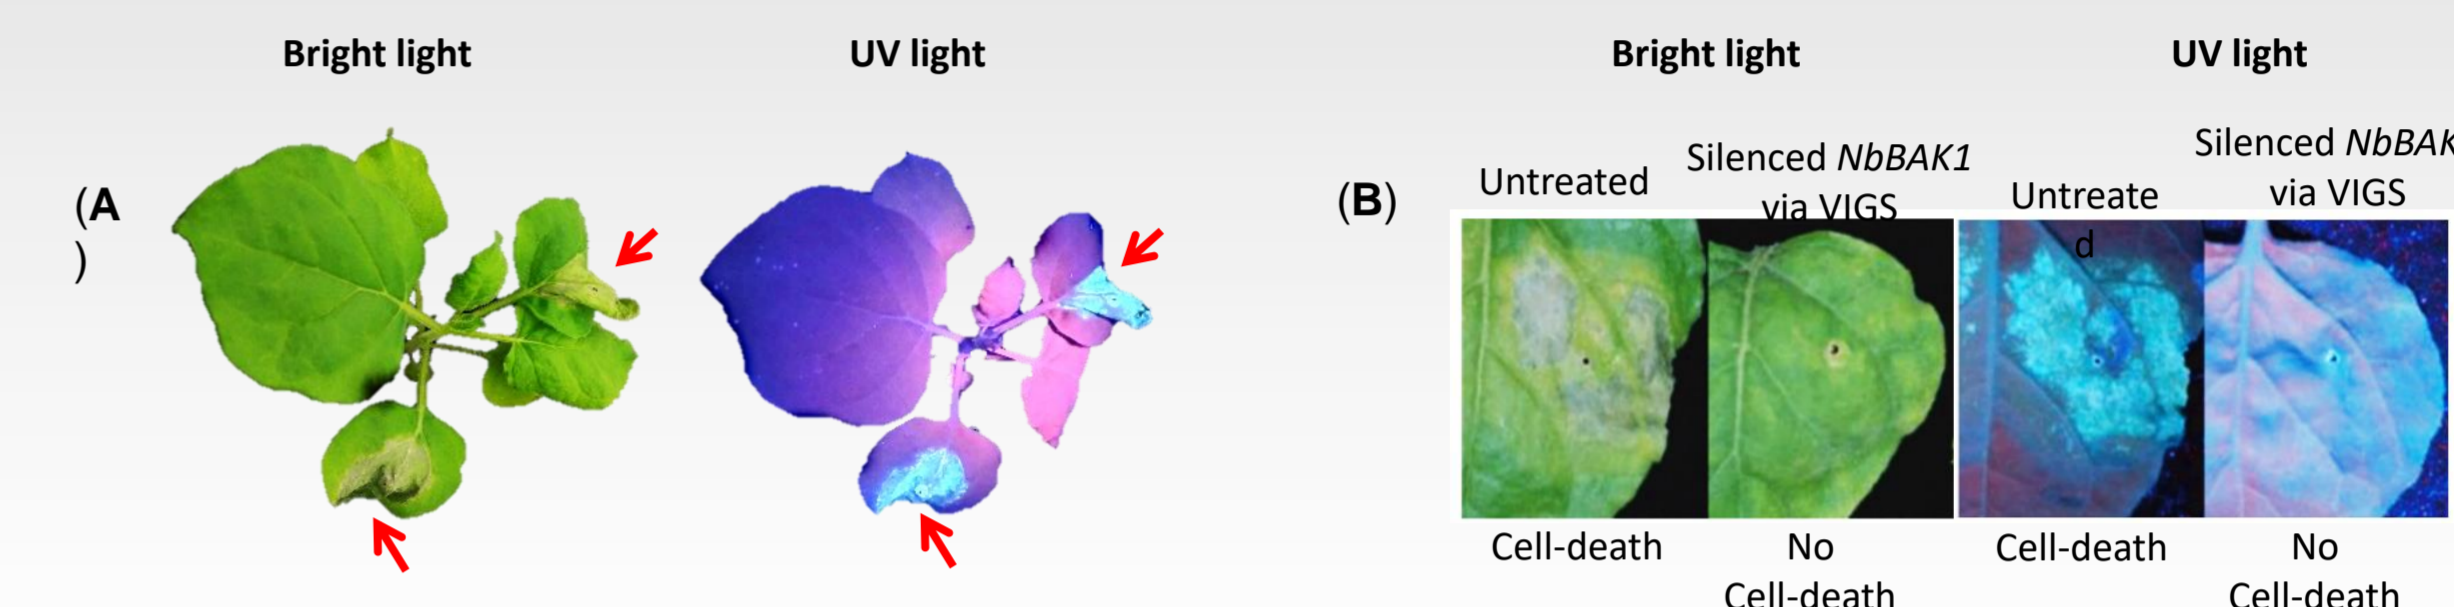 Bright light
UV light
(A
)
Bright light
UV light
(B)
Untreated
Silenced NbBAK1
via VIGS
Untreate
d
Silenced NbBAK
via VIGS
Cell-death
No
Cell-death
Cell-death
No
Cell-death